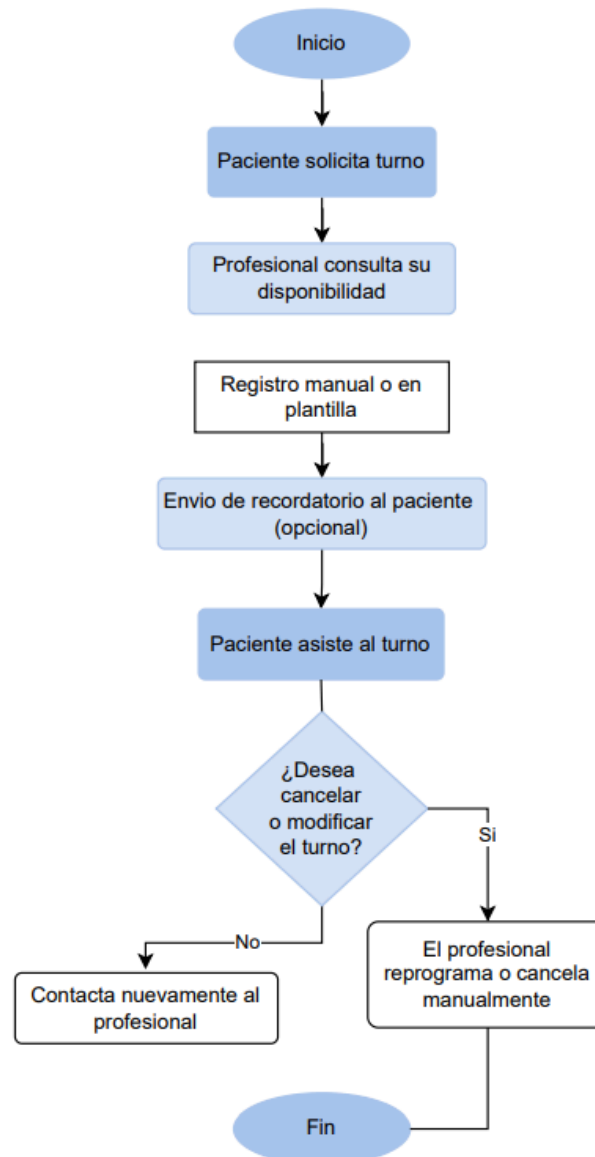 Inicio
Paciente solicita turno
Profesional consulta su
disponibilidad
Registro manual o en
plantilla
Envio de recordatorio al paciente
(opcional)
Paciente asiste al turno
¿Desea
cancelar
o modificar
el turno?
Si
No
El profesional
reprograma o cancela
manualmente
Contacta nuevamente al
profesional
Fin